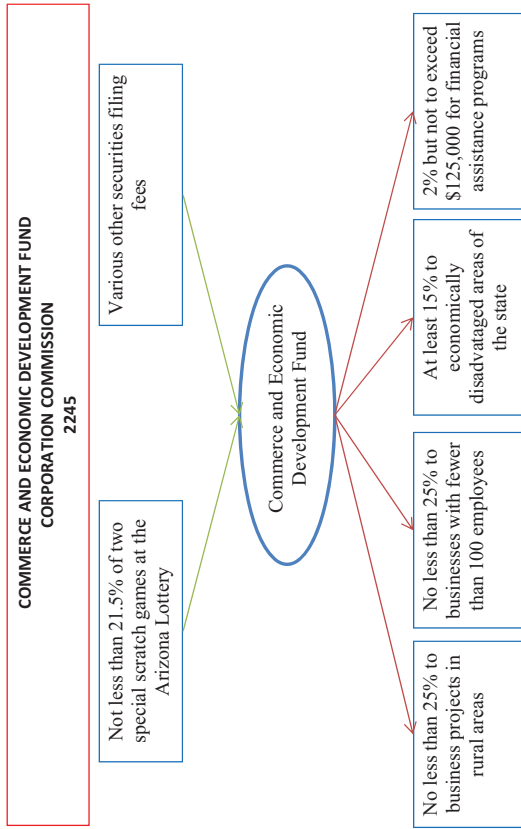 COMMERCE AND ECONOMIC DEVELOPMENT FUND
CORPORATION COMMISSION
2245
Not less than 21.5% of two
special scratch games at the
Arizona Lottery
Various other securities filing
fees
Commerce and Economic
Development Fund
No less than 25% to
business projects in
rural areas
No less than 25% to
businesses with fewer
than 100 employees
At least 15% to
economically
disadvataged areas of
the state
2% but not to exceed
$125,000 for financial
assistance programs